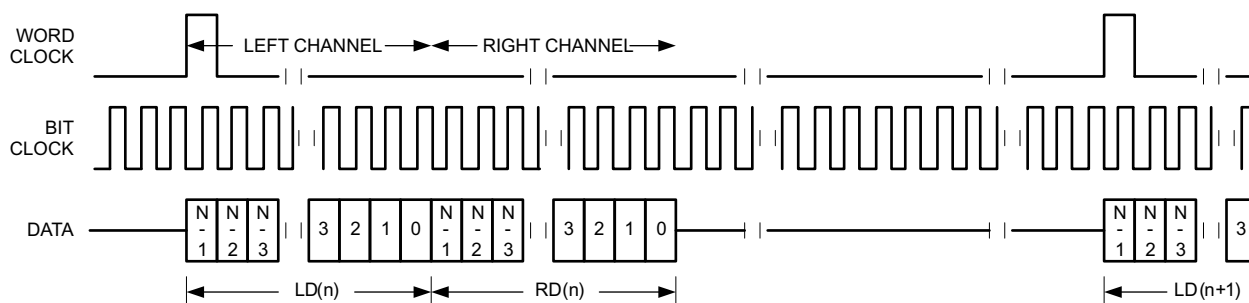 WORD
CLOCK
LEFT CHANNEL
RIGHT CHANNEL
BIT
CLOCK
DATA
N-1 N-2 N-3 3 2 1 0 N-1 N-2 N-3 3 2 1 0 N-1 N-2 N-3 3
LD(n) RD(n) LD(n+1)